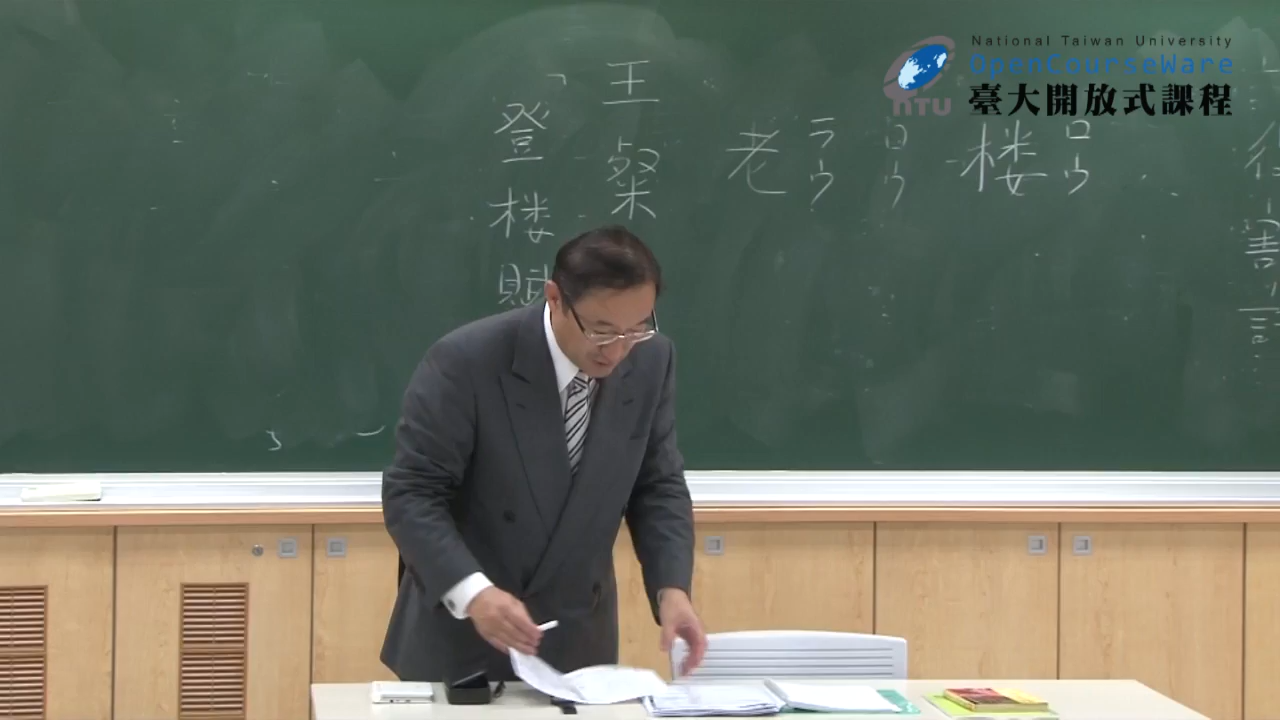 National Taiwan University
OpenCourseWare
臺大開放式課程
NTU
楼 ロウ
ロウ
老 ラウ
王粲
「登楼賦